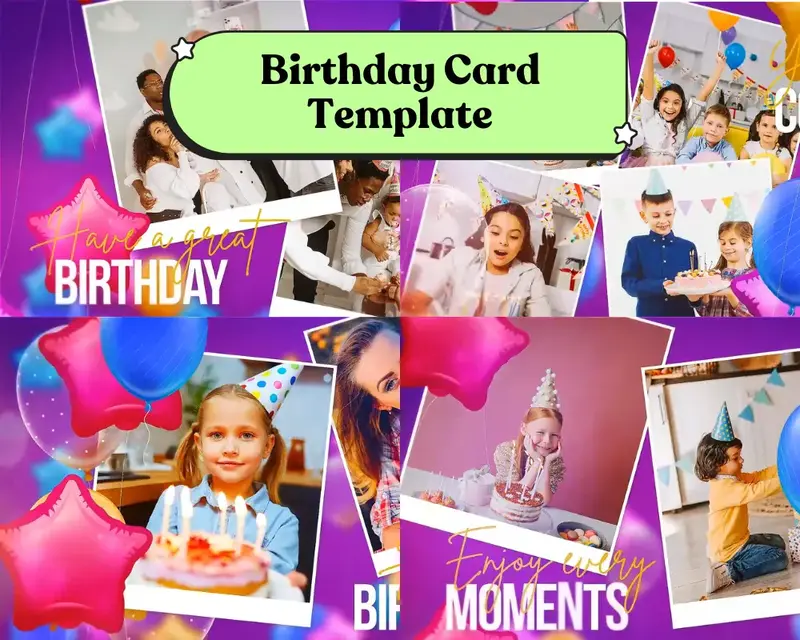 Birthday Card
Template
Have a great
BIRTHDAY
Enjoy every
MOMENTS